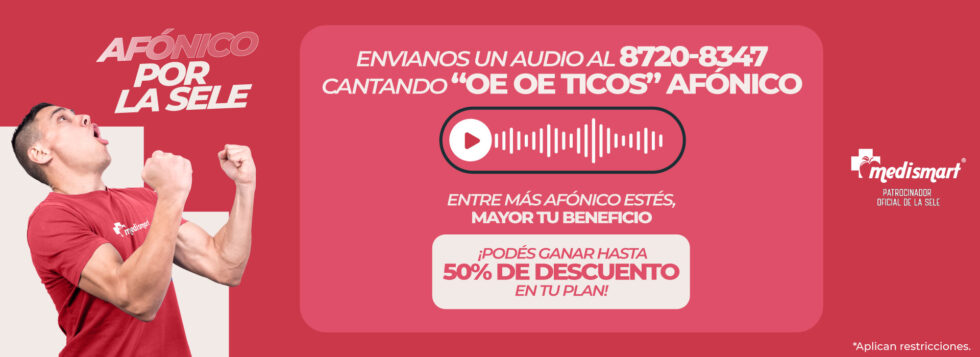 AFÓNICO
POR
LA SELE
ENVIANOS UN AUDIO AL 8720-8347
CANTANDO “OE OE TICOS” AFÓNICO
ENTRE MÁS AFÓNICO ESTÉS,
MAYOR TU BENEFICIO
¡PODÉS GANAR HASTA
50% DE DESCUENTO
EN TU PLAN!
medismart
medismart®
PATROCINADOR
OFICIAL DE LA SELE
*Aplican restricciones.